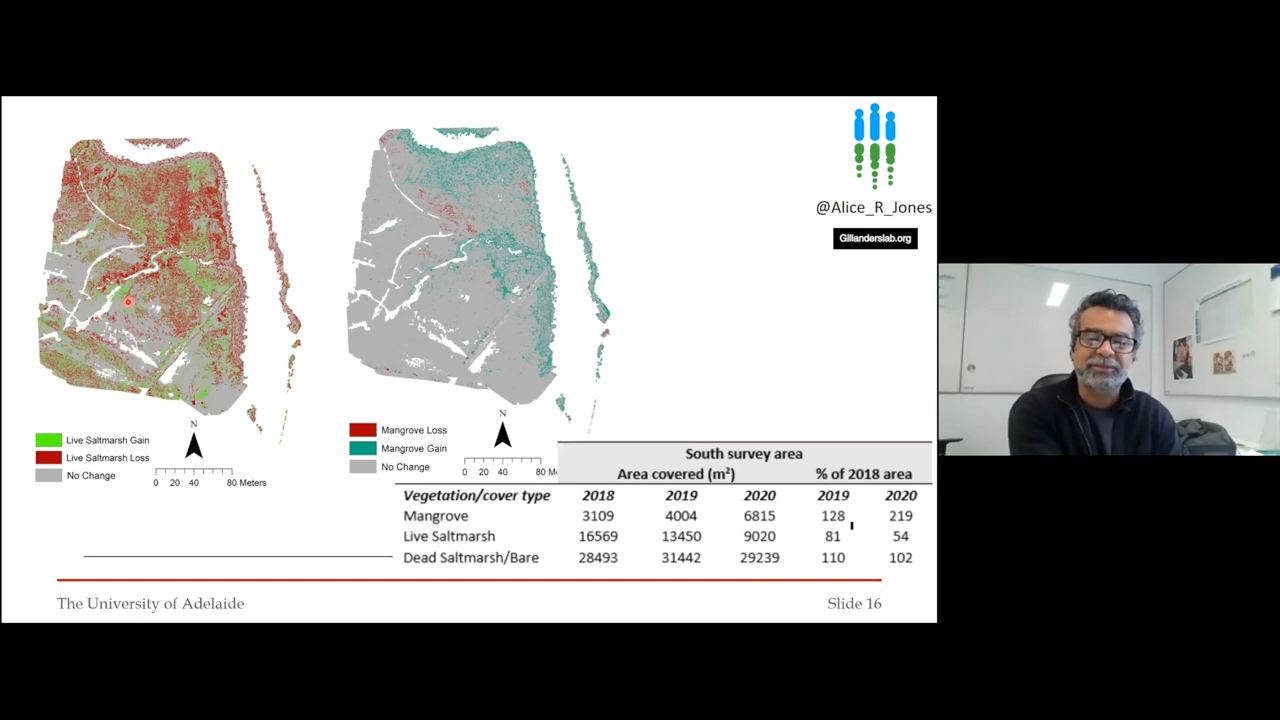 @Alice_R_Jones
Gillanderslab.org
N
Live Saltmarsh Gain
Live Saltmarsh Loss
No Change
0 20 40 80 Meters
N
Mangrove Loss
Mangrove Gain
No Change
0 20 40 80 M
South survey area
Area covered (m²) % of 2018 area
Vegetation/cover type 2018 2019 2020 2019 2020
Mangrove 3109 4004 6815 128 219
Live Saltmarsh 16569 13450 9020 81 54
Dead Saltmarsh/Bare 28493 31442 29239 110 102
The University of Adelaide
Slide 16